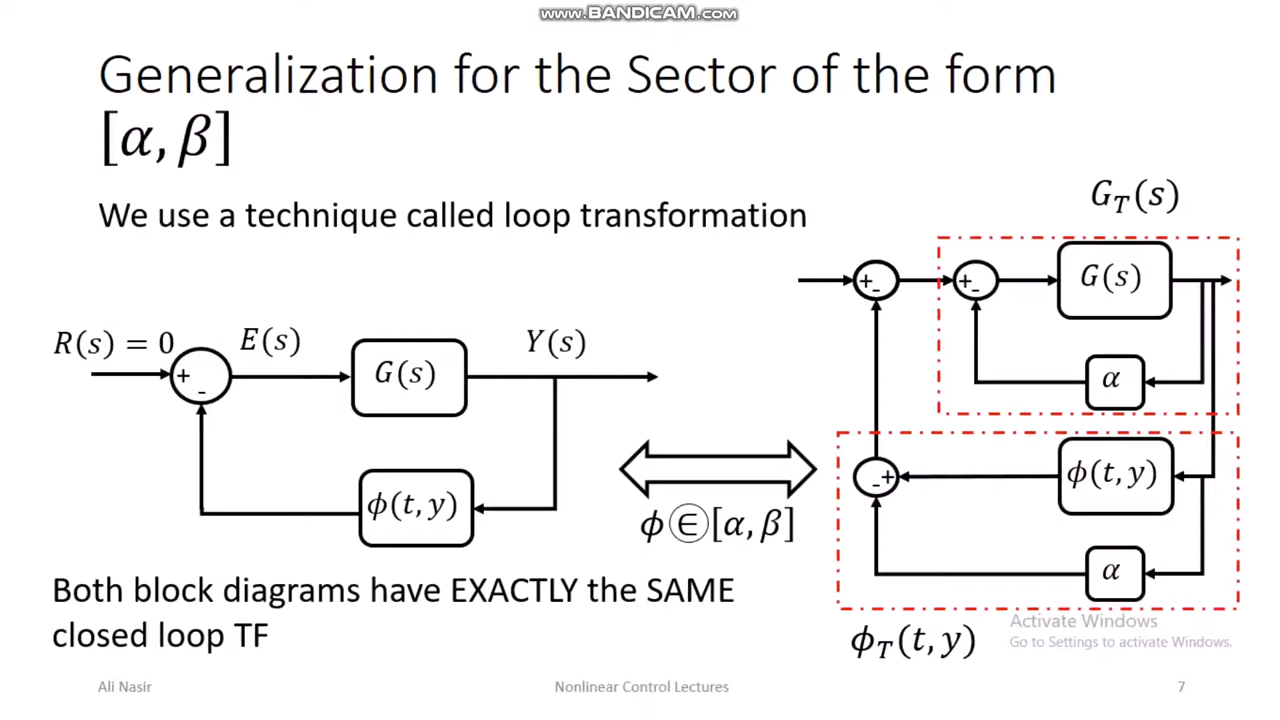 www.BANDICAM.com
Generalization for the Sector of the form
[α, β]
We use a technique called loop transformation
G_T(s)
+
-
+
-
G(s)
α
R(s) = 0
E(s)
Y(s)
+
-
G(s)
ϕ(t, y)
ϕ ∈ [α, β]
- +
ϕ(t, y)
α
Both block diagrams have EXACTLY the SAME
closed loop TF
ϕ_T(t, y)
Activate Windows
Go to Settings to activate Windows.
Ali Nasir
Nonlinear Control Lectures
7